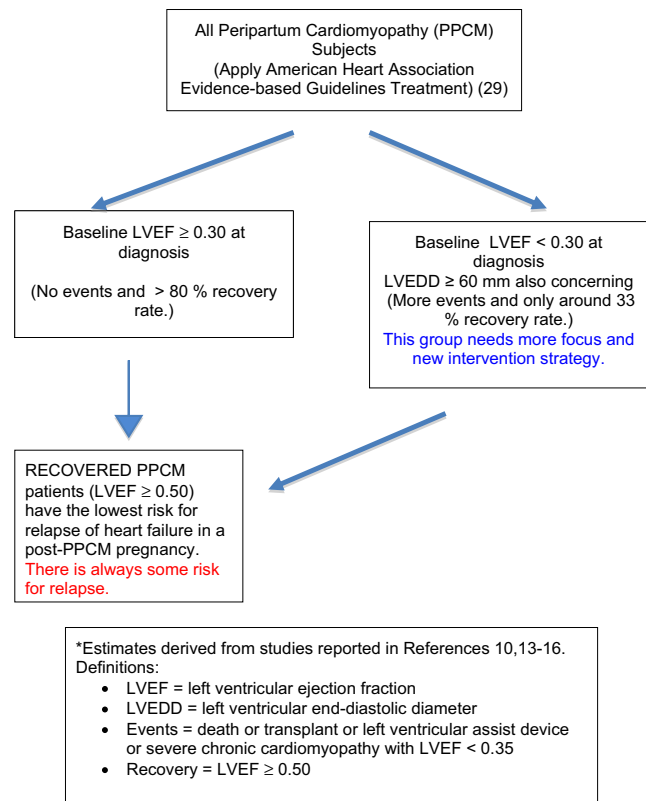 All Peripartum Cardiomyopathy (PPCM)
Subjects
(Apply American Heart Association
Evidence-based Guidelines Treatment) (29)
Baseline LVEF ≥ 0.30 at
diagnosis
(No events and > 80 % recovery
rate.)
Baseline LVEF < 0.30 at
diagnosis
LVEDD ≥ 60 mm also concerning
(More events and only around 33
% recovery rate.)
This group needs more focus and
new intervention strategy.
RECOVERED PPCM
patients (LVEF ≥ 0.50)
have the lowest risk for
relapse of heart failure in a
post-PPCM pregnancy.
There is always some risk
for relapse.
*Estimates derived from studies reported in References 10,13-16.
Definitions:
• LVEF = left ventricular ejection fraction
• LVEDD = left ventricular end-diastolic diameter
• Events = death or transplant or left ventricular assist device
or severe chronic cardiomyopathy with LVEF < 0.35
• Recovery = LVEF ≥ 0.50